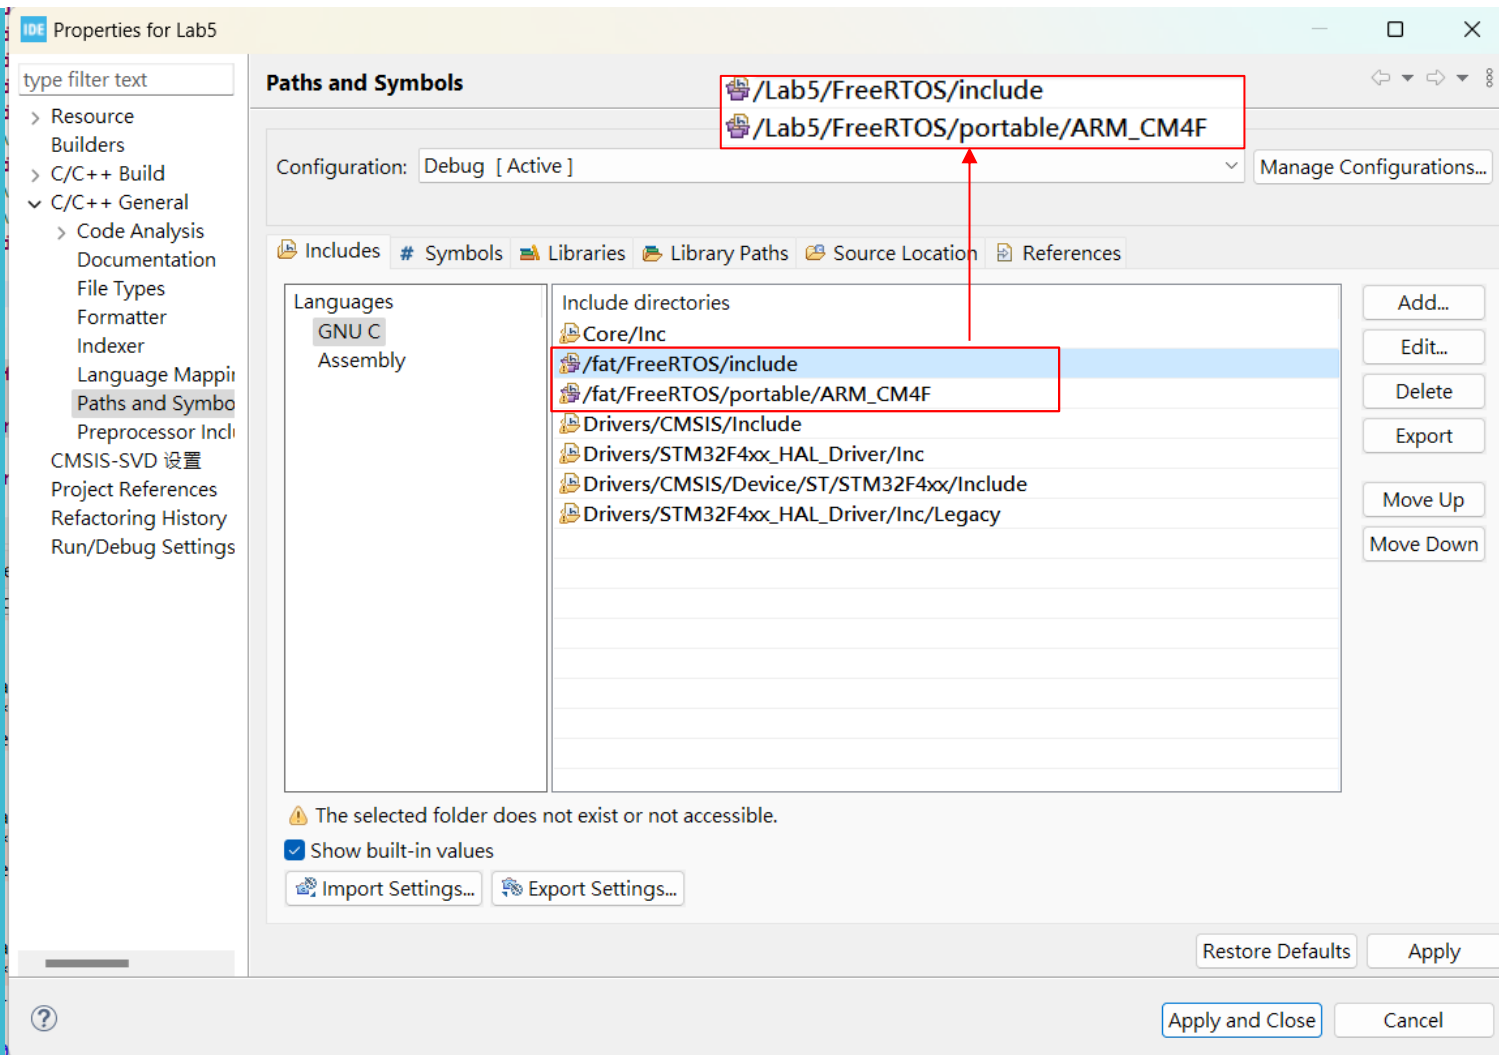 IDE Properties for Lab5
type filter text
Resource
Builders
C/C++ Build
C/C++ General
Code Analysis
Documentation
File Types
Formatter
Indexer
Language Mappin
Paths and Symbo
Preprocessor Incl
CMSIS-SVD 设置
Project References
Refactoring History
Run/Debug Settings
Paths and Symbols
/Lab5/FreeRTOS/include
/Lab5/FreeRTOS/portable/ARM_CM4F
Configuration: Debug [ Active ]
Manage Configurations...
Includes # Symbols Libraries Library Paths Source Location References
Languages
GNU C
Assembly
Include directories
Core/Inc
/fat/FreeRTOS/include
/fat/FreeRTOS/portable/ARM_CM4F
Drivers/CMSIS/Include
Drivers/STM32F4xx_HAL_Driver/Inc
Drivers/CMSIS/Device/ST/STM32F4xx/Include
Drivers/STM32F4xx_HAL_Driver/Inc/Legacy
Add...
Edit...
Delete
Export
Move Up
Move Down
The selected folder does not exist or not accessible.
Show built-in values
Import Settings... Export Settings...
Restore Defaults Apply
Apply and Close Cancel